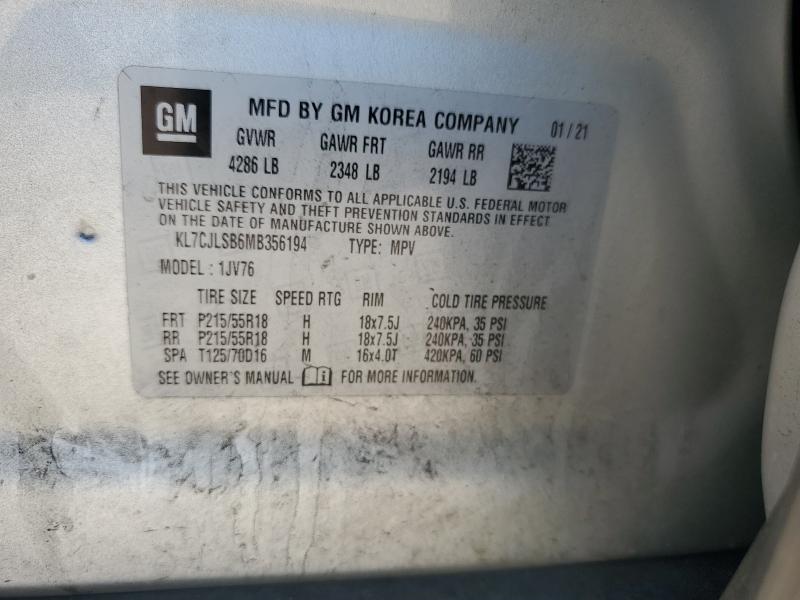 GM MFD BY GM KOREA COMPANY 01/21
GVWR GAWR FRT GAWR RR
4286 LB 2348 LB 2194 LB
THIS VEHICLE CONFORMS TO ALL APPLICABLE U.S. FEDERAL MOTOR
VEHICLE SAFETY AND THEFT PREVENTION STANDARDS IN EFFECT
ON THE DATE OF MANUFACTURE SHOWN ABOVE.
KL7CJLSB6MB356194 TYPE: MPV
MODEL : 1JV76
TIRE SIZE SPEED RTG RIM COLD TIRE PRESSURE
FRT P215/55R18 H 18x7.5J 240KPA, 35 PSI
RR P215/55R18 H 18x7.5J 240KPA, 35 PSI
SPA T125/70D16 M 16x4.0T 420KPA, 60 PSI
SEE OWNER'S MANUAL FOR MORE INFORMATION.